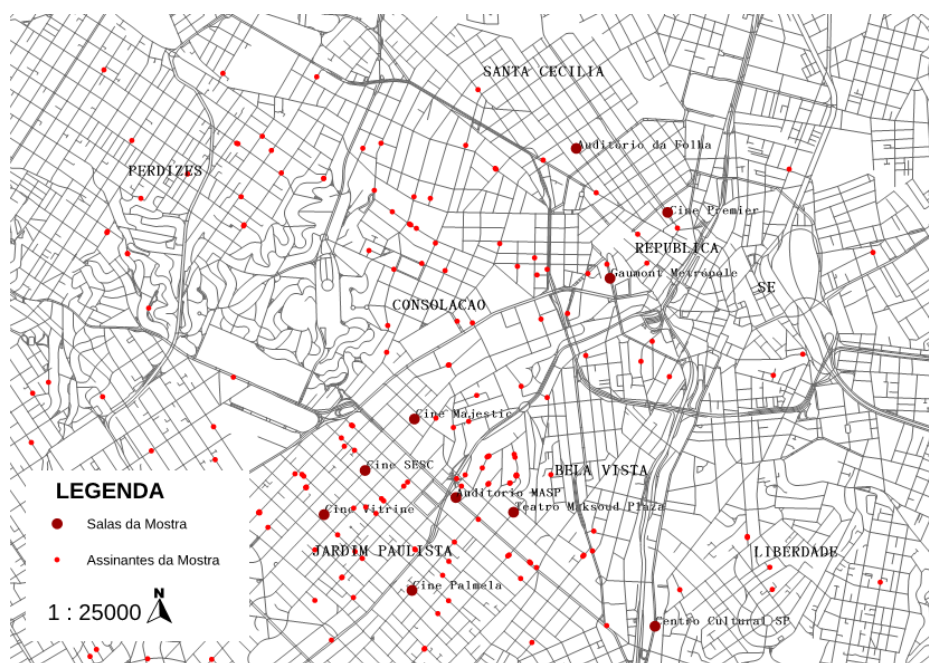 SANTA CECILIA
Auditorio da Folha
PERDIZES
Cine Premier
REPUBLICA
Gaumont Metropole
SE
CONSOLACAO
Cine Majestic
Cine SESC
BELA VISTA
LEGENDA
Auditorio MASP
Teatro Maksoud Plaza
Cine Vitrine
Salas da Mostra
JARDIM PAULISTA
LIBERDADE
Assinantes da Mostra
Cine Palmela
N
1 : 25000
Centro Cultural SP